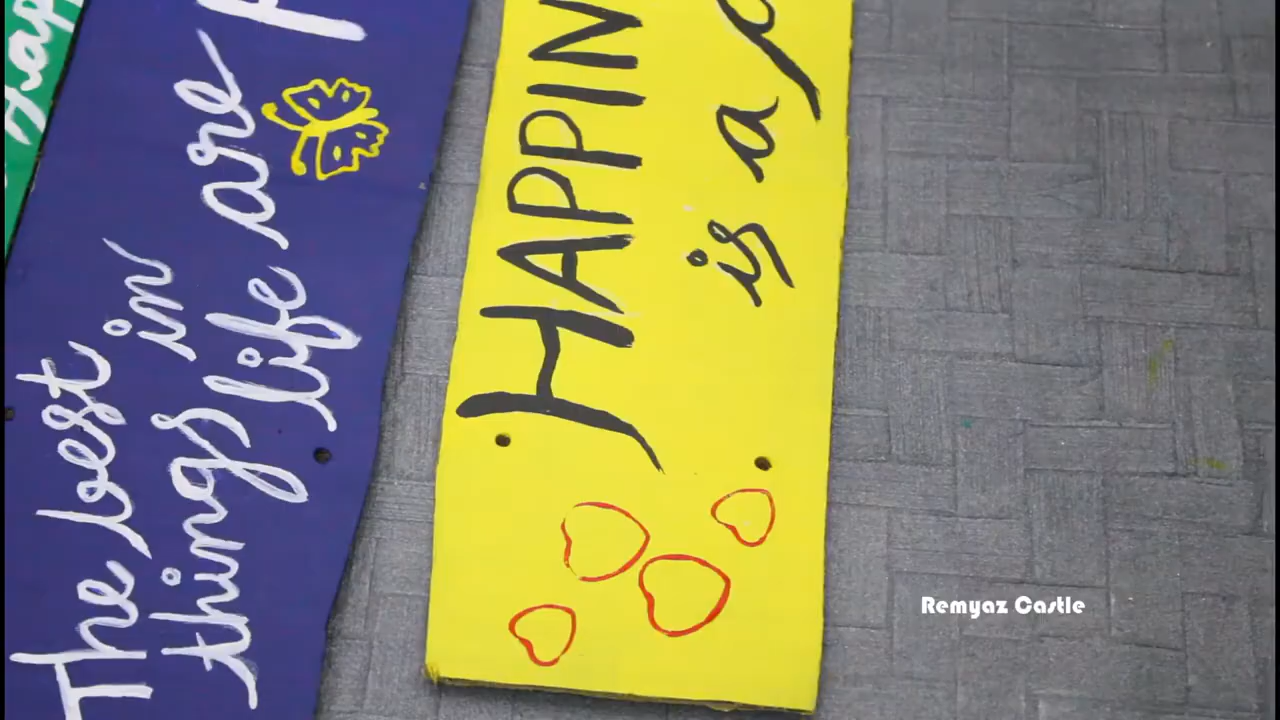 The best
in
things
life are
HAPPIN
is a
Remyaz Castle